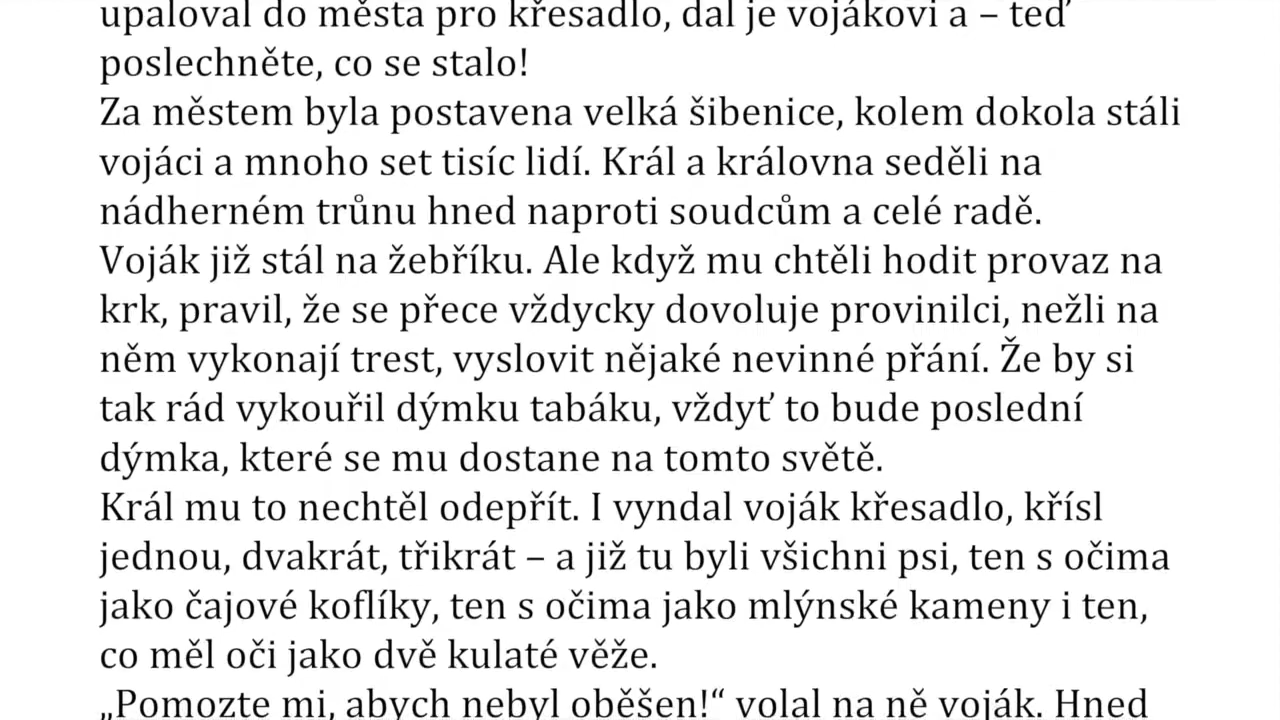 upaloval do města pro křesadlo, dal je vojákovi a – teď
poslechněte, co se stalo!
Za městem byla postavena velká šibenice, kolem dokola stáli
vojáci a mnoho set tisíc lidí. Král a královna seděli na
nádherném trůnu hned naproti soudcům a celé radě.
Voják již stál na žebříku. Ale když mu chtěli hodit provaz na
krk, pravil, že se přece vždycky dovoluje provinilci, nežli na
něm vykonají trest, vyslovit nějaké nevinné přání. Že by si
tak rád vykouřil dýmku tabáku, vždyť to bude poslední
dýmka, které se mu dostane na tomto světě.
Král mu to nechtěl odepřít. I vyndal voják křesadlo, křísl
jednou, dvakrát, třikrát – a již tu byli všichni psi, ten s očima
jako čajové koflíky, ten s očima jako mlýnské kameny i ten,
co měl oči jako dvě kulaté věže.
„Pomozte mi, abych nebyl oběšen!“ volal na ně voják. Hned